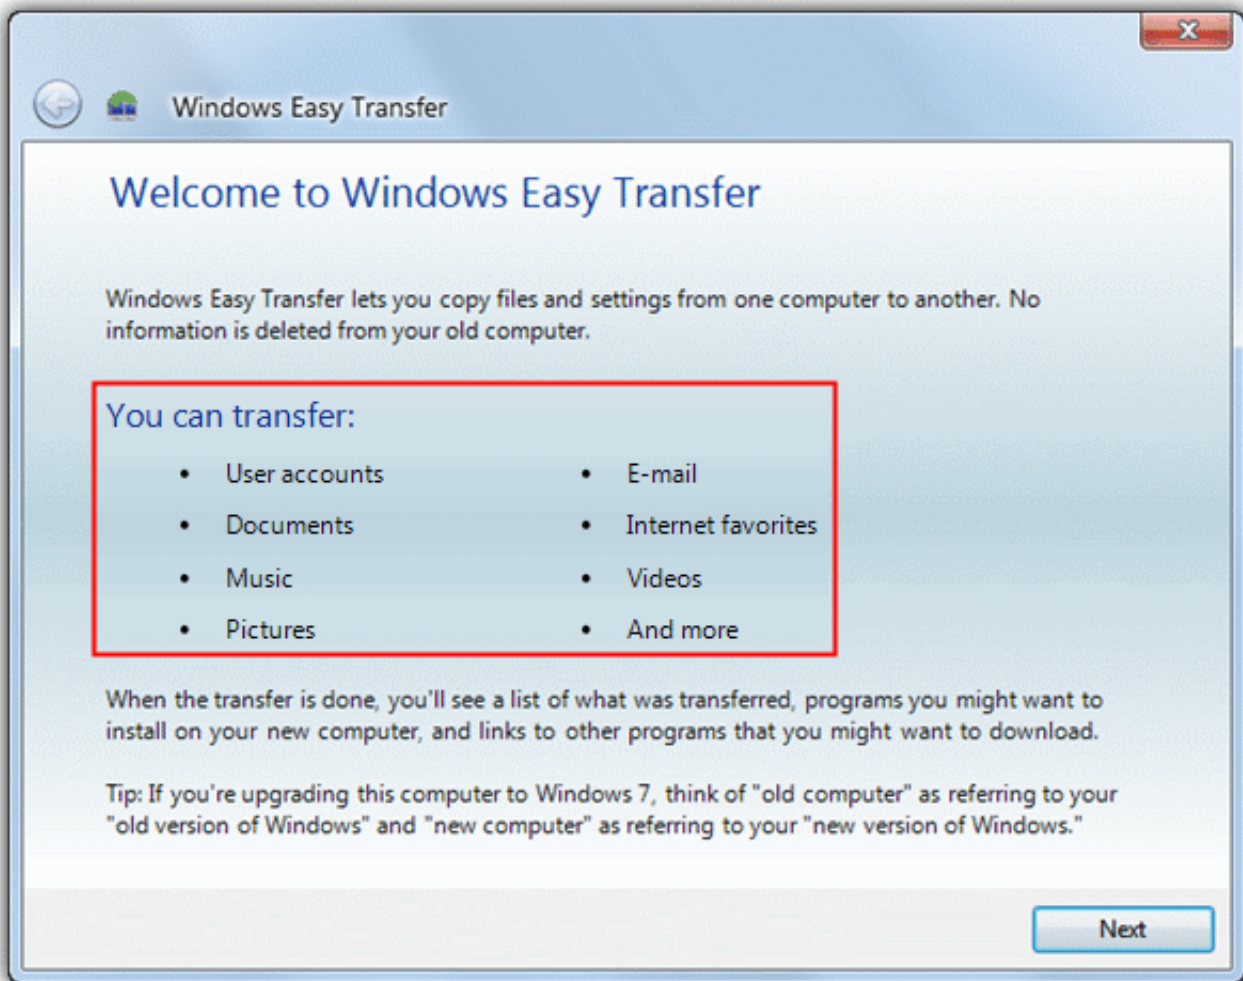 Windows Easy Transfer
Welcome to Windows Easy Transfer
Windows Easy Transfer lets you copy files and settings from one computer to another. No
information is deleted from your old computer.
You can transfer:
• User accounts
• Documents
• Music
• Pictures
• E-mail
• Internet favorites
• Videos
• And more
When the transfer is done, you'll see a list of what was transferred, programs you might want to
install on your new computer, and links to other programs that you might want to download.
Tip: If you're upgrading this computer to Windows 7, think of "old computer" as referring to your
"old version of Windows" and "new computer" as referring to your "new version of Windows."
Next